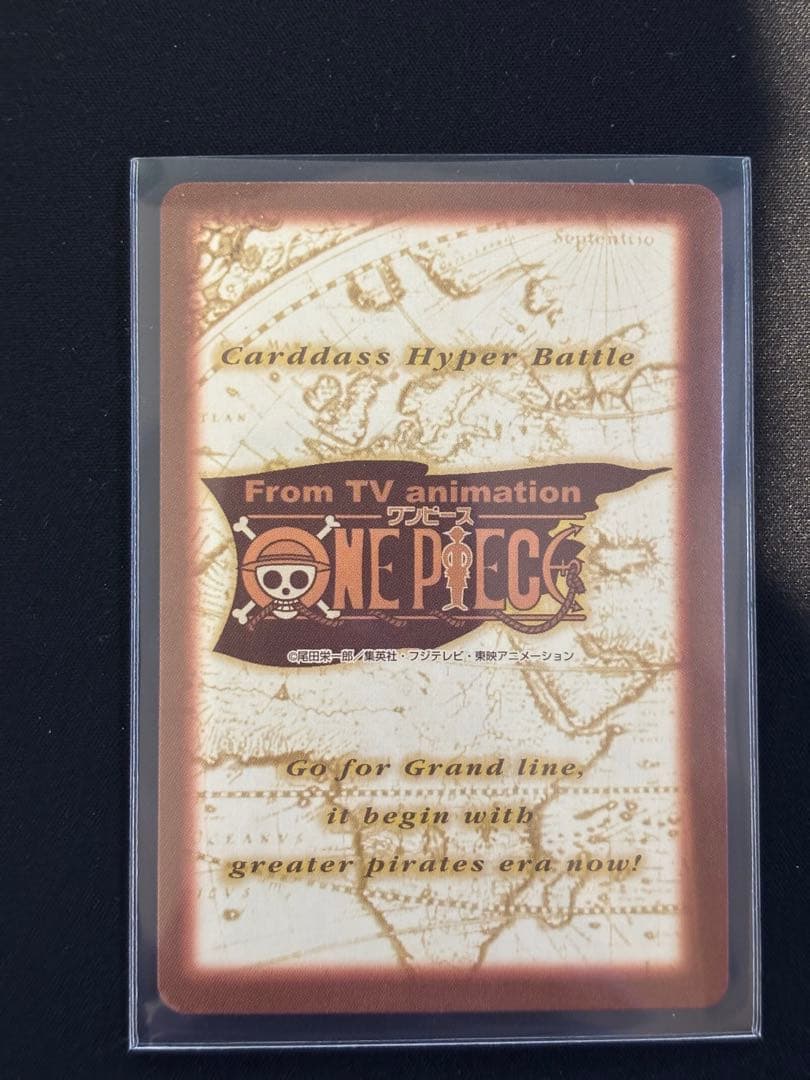 Septentrio
Carddass Hyper Battle
From TV animation
ワンピース
ONE PIECE
©尾田栄一郎／集英社・フジテレビ・東映アニメーション
Go for Grand line,
it begin with
greater pirates era now!